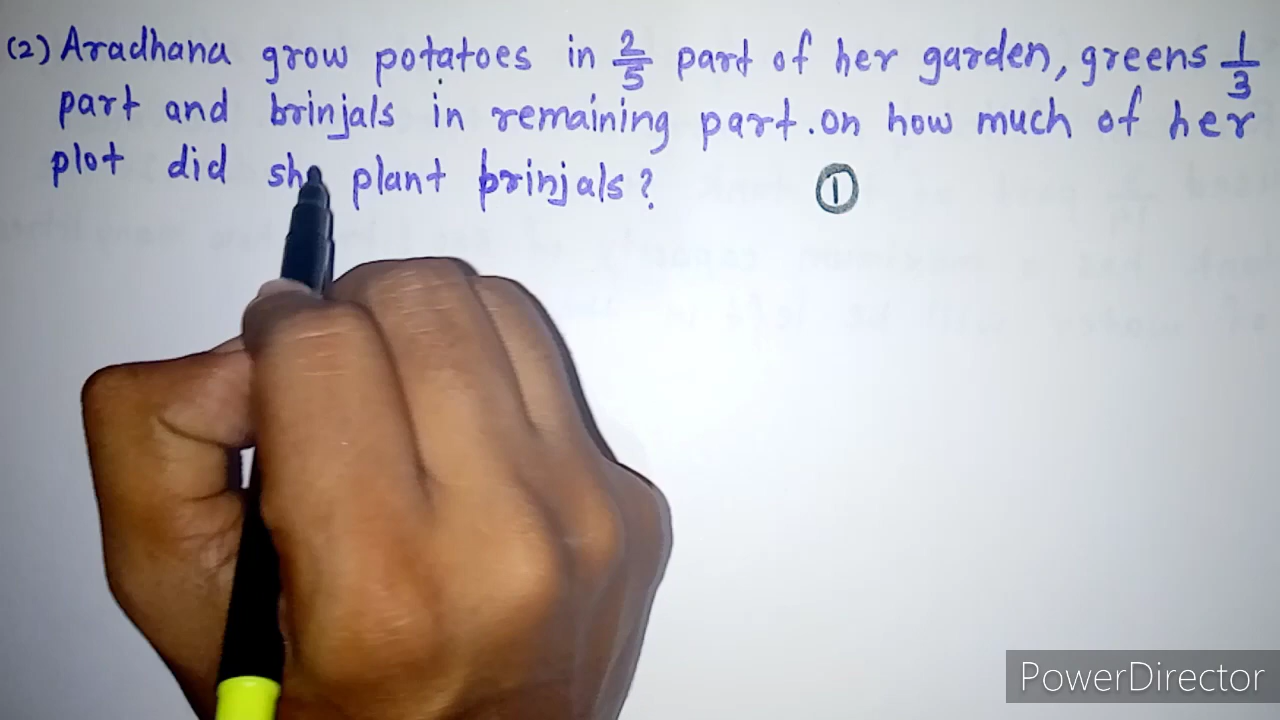 (2) Aradhana grow potatoes in 2/5 part of her garden, greens 1/3
part and brinjals in remaining part. on how much of her
plot did she plant brinjals?
①
PowerDirector